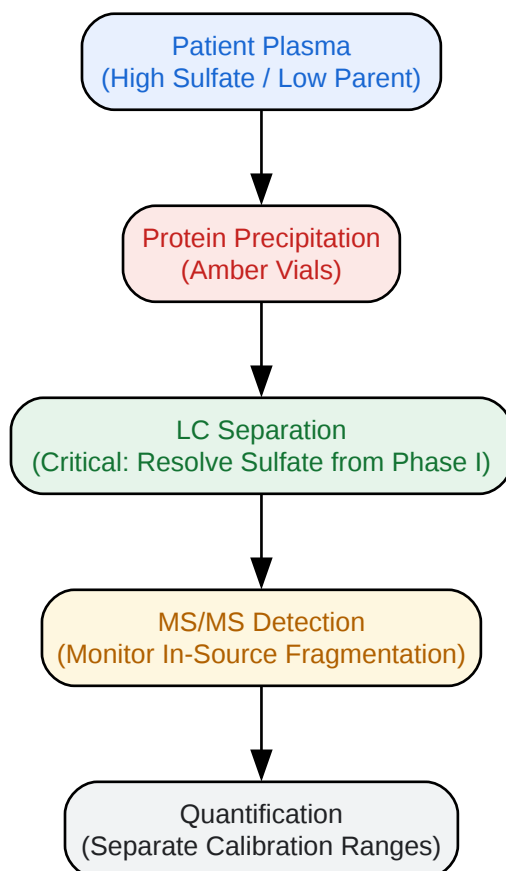 Patient Plasma
(High Sulfate / Low Parent)
Protein Precipitation
(Amber Vials)
LC Separation
(Critical: Resolve Sulfate from Phase I)
MS/MS Detection
(Monitor In-Source Fragmentation)
Quantification
(Separate Calibration Ranges)